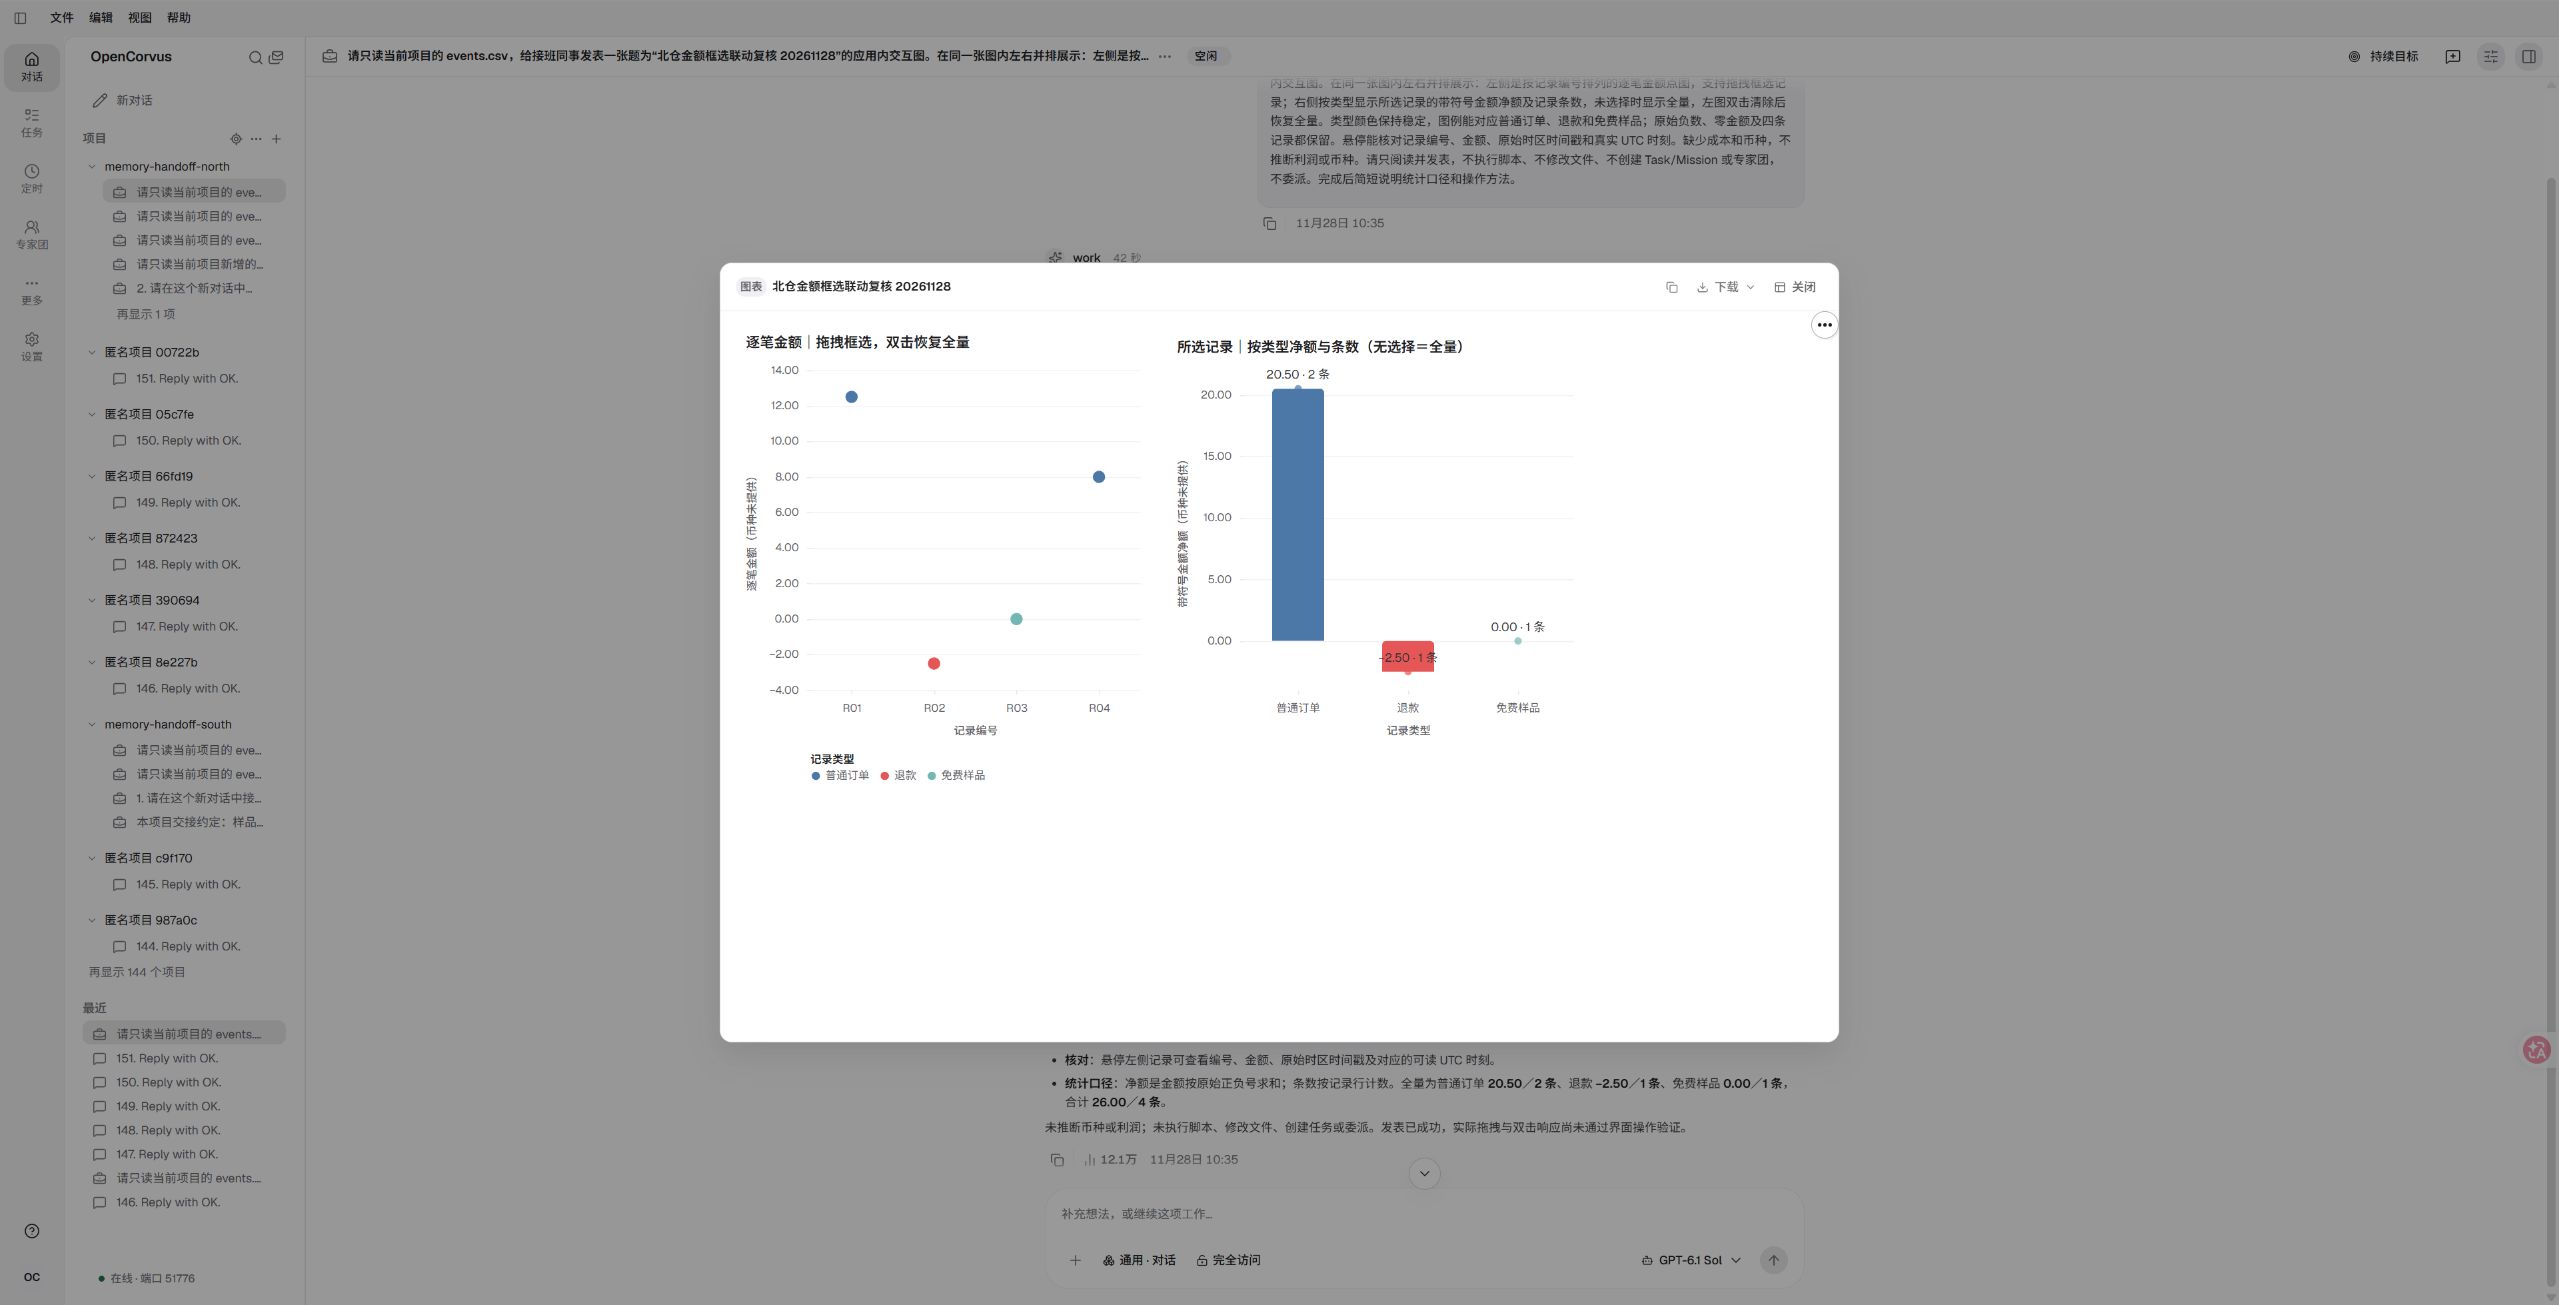 文件 编辑 视图 帮助
对话
任务
定时
专家团
更多
设置
OC
OpenCorvus
新对话
项目
memory-handoff-north
请只读当前项目的 eve...
请只读当前项目的 eve...
请只读当前项目的 eve...
请只读当前项目新增的...
2. 请在这个新对话中...
再显示 1 项
匿名项目 00722b
151. Reply with OK.
匿名项目 05c7fe
150. Reply with OK.
匿名项目 66fd19
149. Reply with OK.
匿名项目 872423
148. Reply with OK.
匿名项目 390694
147. Reply with OK.
匿名项目 8e227b
146. Reply with OK.
memory-handoff-south
请只读当前项目的 eve...
请只读当前项目的 eve...
1. 请在这个新对话中接...
本项目交接约定：样品...
匿名项目 c9f170
145. Reply with OK.
匿名项目 987a0c
144. Reply with OK.
再显示 144 个项目
最近
请只读当前项目的 events....
151. Reply with OK.
150. Reply with OK.
149. Reply with OK.
148. Reply with OK.
147. Reply with OK.
请只读当前项目的 events....
146. Reply with OK.
在线 · 端口 51776
请只读当前项目的 events.csv，给接班同事发表一张题为“北仓金额框选联动复核 20261128”的应用内交互图。在同一张图内左右并排展示：左侧是按... 空闲
持续目标
内交互图。在同一张图内左右并排展示：左侧是按记录编号排列的逐笔金额点图，支持拖拽框选记
录；右侧按类型显示所选记录的带符号金额净额及记录条数，未选择时显示全量，左图双击清除后
恢复全量。类型颜色保持稳定，图例能对应普通订单、退款和免费样品；原始负数、零金额及四条
记录都保留。悬停能核对记录编号、金额、原始时区时间戳和真实 UTC 时刻。缺少成本和币种，不
推断利润或币种。请只阅读并发表，不执行脚本、不修改文件、不创建 Task/Mission 或专家团，
不委派。完成后简短说明统计口径和操作方法。
11月28日 10:35
work 42 秒
图表 北仓金额框选联动复核 20261128
下载 关闭
逐笔金额｜拖拽框选，双击恢复全量
14.00
12.00
10.00
8.00
6.00
4.00
2.00
0.00
−2.00
−4.00
逐笔金额（币种未提供）
R01 R02 R03 R04
记录编号
记录类型
普通订单 退款 免费样品
所选记录｜按类型净额与条数（无选择＝全量）
20.50 · 2 条
20.00
15.00
10.00
5.00
0.00
带符号金额净额（币种未提供）
−2.50 · 1 条
0.00 · 1 条
普通订单 退款 免费样品
记录类型
核对：悬停左侧记录可查看编号、金额、原始时区时间戳及对应的可读 UTC 时刻。
统计口径：净额是金额按原始正负号求和；条数按记录行计数。全量为普通订单 20.50／2 条、退款 −2.50／1 条、免费样品 0.00／1 条，
合计 26.00／4 条。
未推断币种或利润；未执行脚本、修改文件、创建任务或委派。发表已成功，实际拖拽与双击响应尚未通过界面操作验证。
12.1万 11月28日 10:35
补充想法，或继续这项工作...
通用 · 对话 完全访问
GPT-6.1 Sol